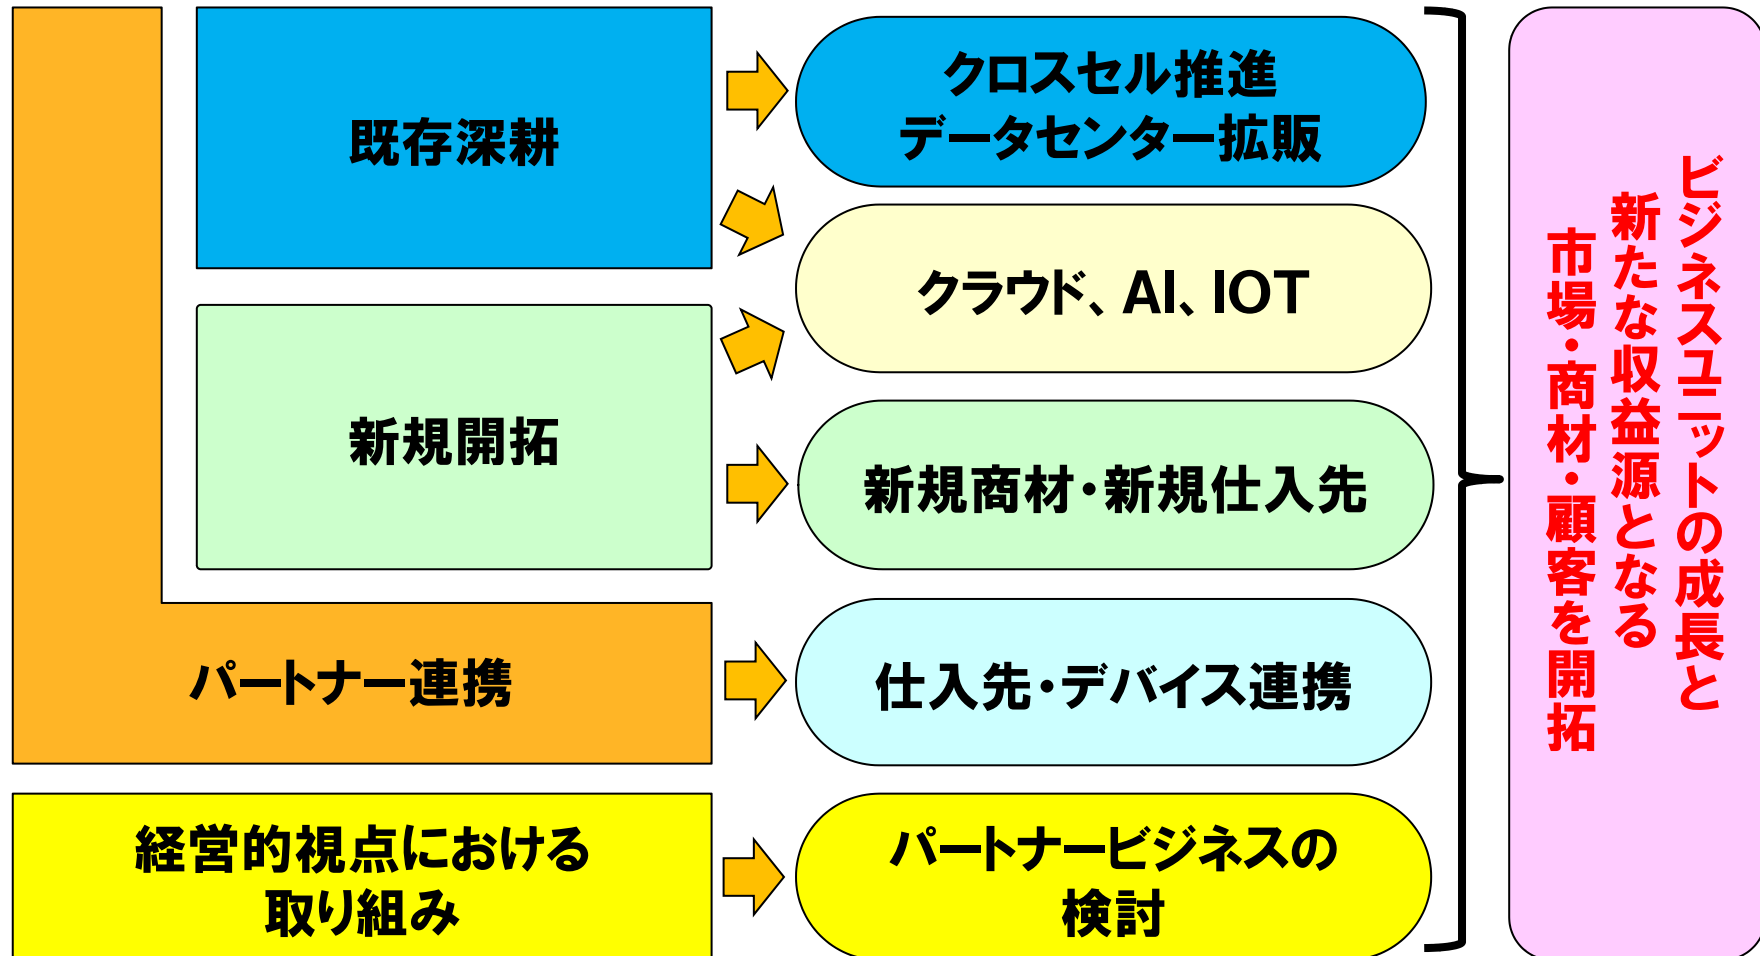 既存深耕
クロスセル推進
データセンター拡販
クラウド、AI、IOT
新規開拓
新規商材・新規仕入先
パートナー連携
仕入先・デバイス連携
経営的視点における
取り組み
パートナービジネスの
検討
ビジネスユニットの成長と
新たな収益源となる
市場・商材・顧客を開拓